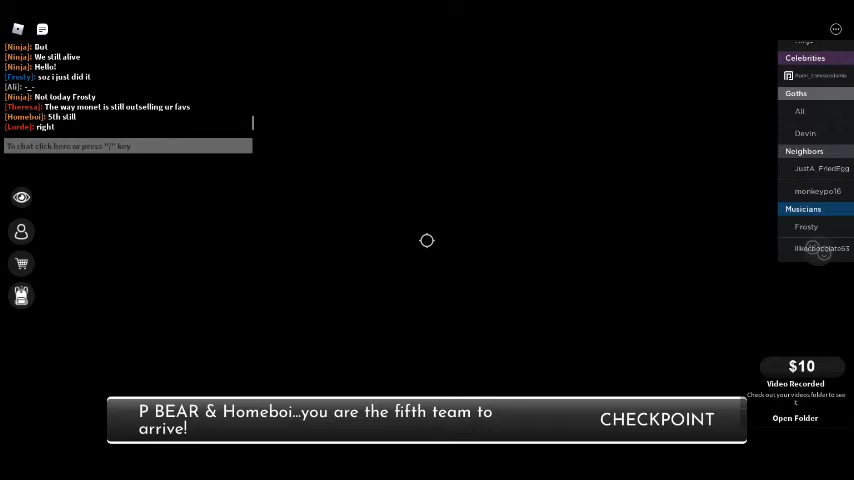 [Ninja]: But
[Ninja]: We still alive
[Ninja]: Hello!
[Frosty]: soz i just did it
[Ali]: -_-
[Ninja]: Not today Frosty
[Theresa]: The way monet is still outselling ur favs
[Homeboi]: 5th still
[Lorde]: right
To chat click here or press "/" key
Celebrities
Goths
Ali
Devin
Neighbors
JustA_FriedEgg
monkeypo16
Musicians
Frosty
$10
Video Recorded
Check out your videos folder to see
it.
Open Folder
P BEAR & Homeboi...you are the fifth team to
arrive!
CHECKPOINT